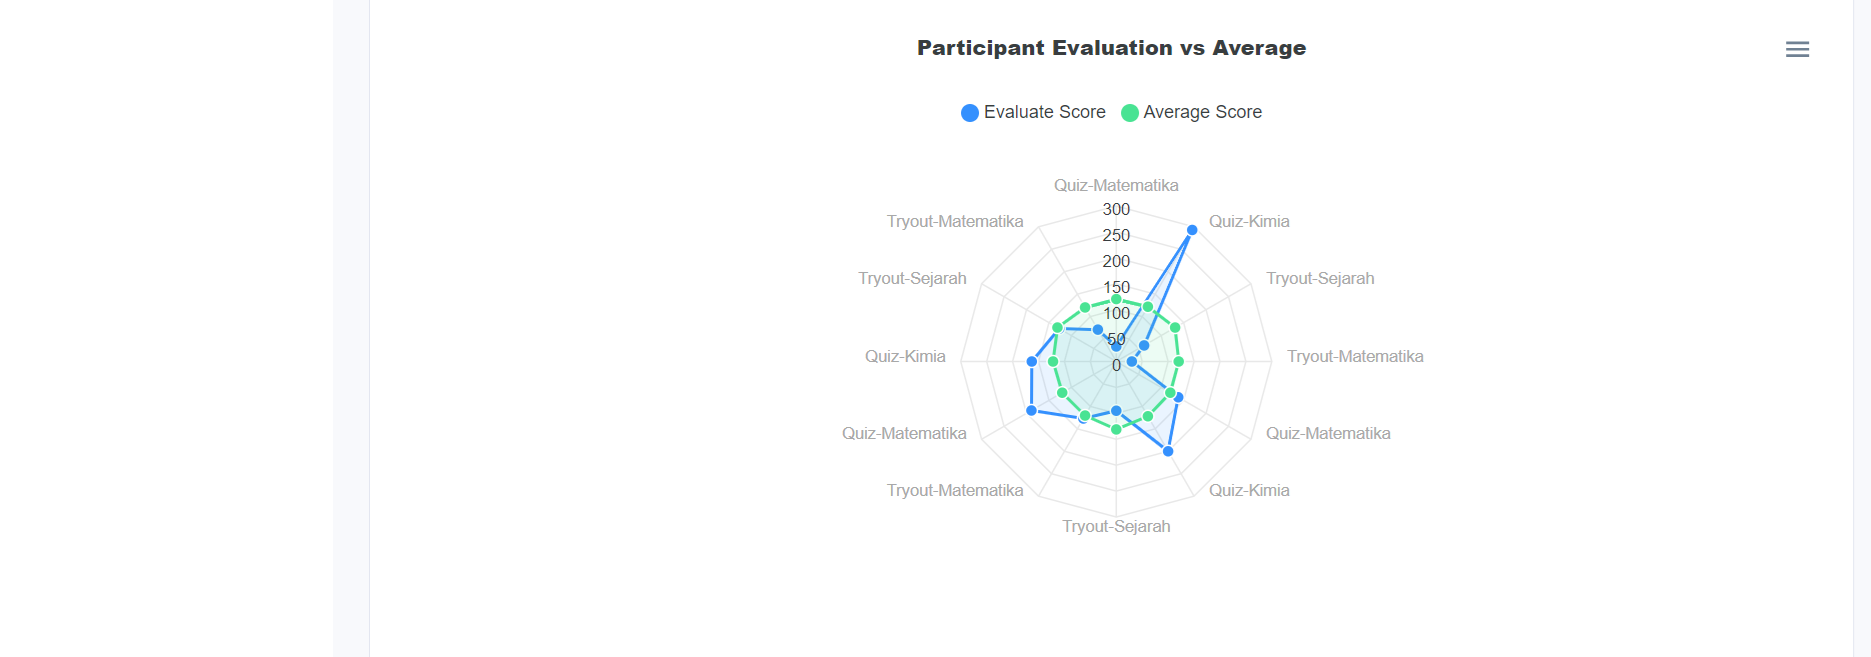 Participant Evaluation vs Average
Evaluate Score
Average Score
Quiz-Matematika
300
Tryout-Matematika
Quiz-Kimia
250
200
Tryout-Sejarah
Tryout-Sejarah
150
100
50
Quiz-Kimia
Tryout-Matematika
0
Quiz-Matematika
Quiz-Matematika
Tryout-Matematika
Quiz-Kimia
Tryout-Sejarah